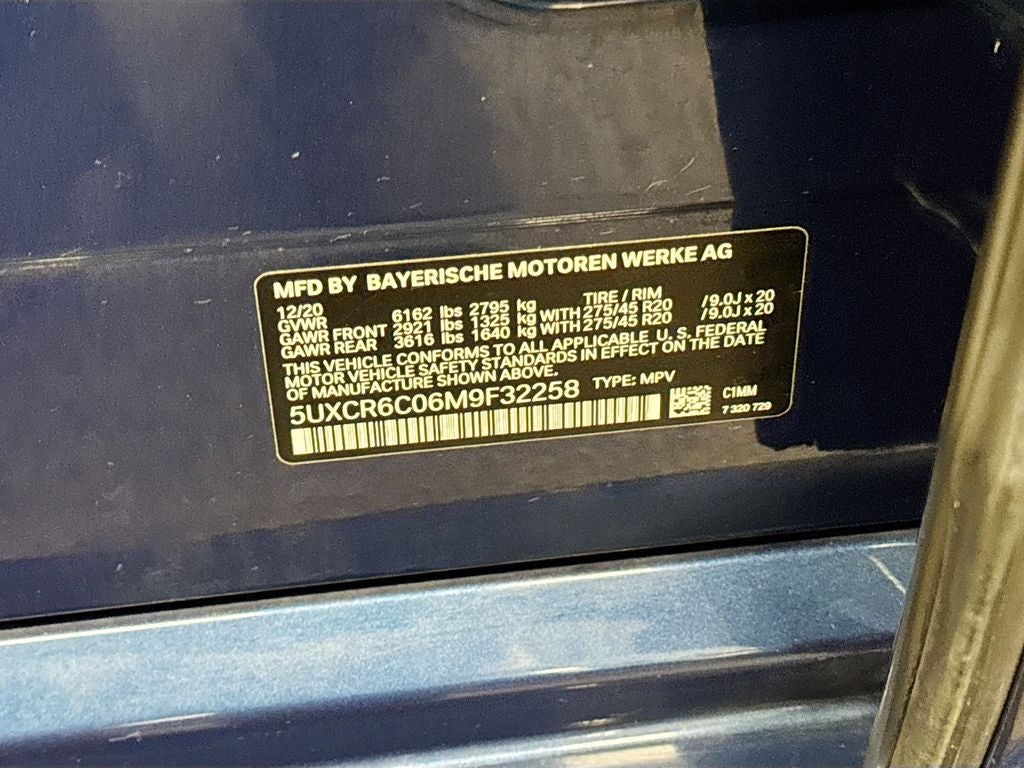 MFD BY BAYERISCHE MOTOREN WERKE AG
12/20 TIRE / RIM
GVWR 6162 lbs 2795 kg
GAWR FRONT 2921 lbs 1325 kg WITH 275/45 R20 /9.0J x 20
GAWR REAR 3616 lbs 1640 kg WITH 275/45 R20 /9.0J x 20
THIS VEHICLE CONFORMS TO ALL APPLICABLE U. S. FEDERAL
MOTOR VEHICLE SAFETY STANDARDS IN EFFECT ON THE DATE
OF MANUFACTURE SHOWN ABOVE.
5UXCR6C06M9F32258 TYPE: MPV
C1MM
7 320 729